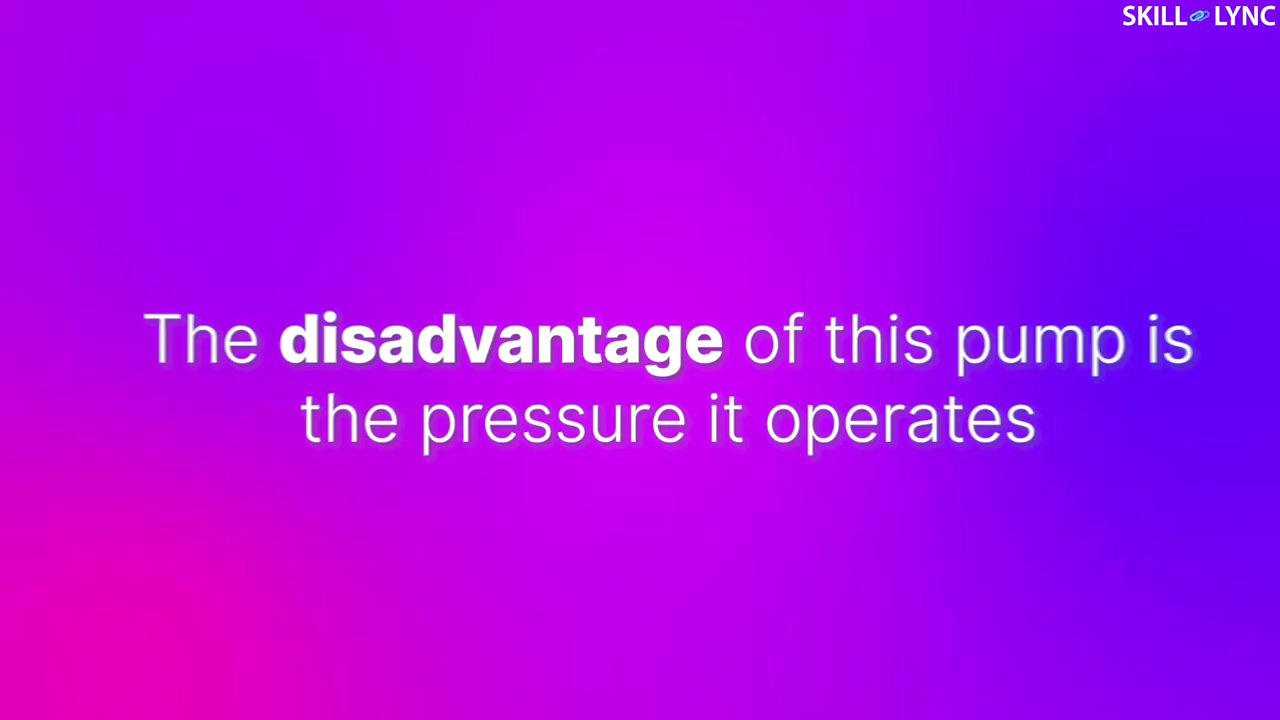 SKILL LYNC
The disadvantage of this pump is
the pressure it operates